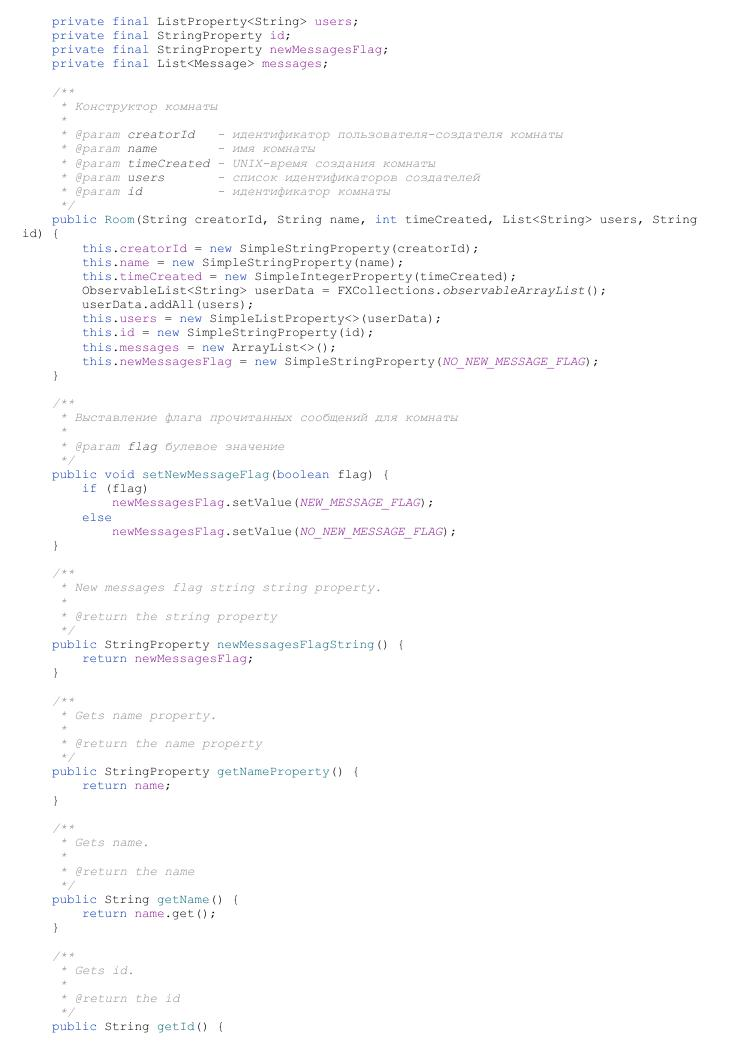 private final ListProperty<String> users;
    private final StringProperty id;
    private final StringProperty newMessagesFlag;
    private final List<Message> messages;

    /**
     * Конструктор комнаты
     *
     * @param creatorId   - идентификатор пользователя-создателя комнаты
     * @param name        - имя комнаты
     * @param timeCreated - UNIX-время создания комнаты
     * @param users       - список идентификаторов создателей
     * @param id          - идентификатор комнаты
     */
    public Room(String creatorId, String name, int timeCreated, List<String> users, String
id) {
        this.creatorId = new SimpleStringProperty(creatorId);
        this.name = new SimpleStringProperty(name);
        this.timeCreated = new SimpleIntegerProperty(timeCreated);
        ObservableList<String> userData = FXCollections.observableArrayList();
        userData.addAll(users);
        this.users = new SimpleListProperty<>(userData);
        this.id = new SimpleStringProperty(id);
        this.messages = new ArrayList<>();
        this.newMessagesFlag = new SimpleStringProperty(NO_NEW_MESSAGE_FLAG);
    }

    /**
     * Выставление флага прочитанных сообщений для комнаты
     *
     * @param flag булевое значение
     */
    public void setNewMessageFlag(boolean flag) {
        if (flag)
            newMessagesFlag.setValue(NEW_MESSAGE_FLAG);
        else
            newMessagesFlag.setValue(NO_NEW_MESSAGE_FLAG);
    }

    /**
     * New messages flag string string property.
     *
     * @return the string property
     */
    public StringProperty newMessagesFlagString() {
        return newMessagesFlag;
    }

    /**
     * Gets name property.
     *
     * @return the name property
     */
    public StringProperty getNameProperty() {
        return name;
    }

    /**
     * Gets name.
     *
     * @return the name
     */
    public String getName() {
        return name.get();
    }

    /**
     * Gets id.
     *
     * @return the id
     */
    public String getId() {